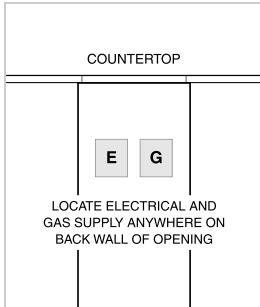 COUNTERTOP
E G
LOCATE ELECTRICAL AND
GAS SUPPLY ANYWHERE ON
BACK WALL OF OPENING